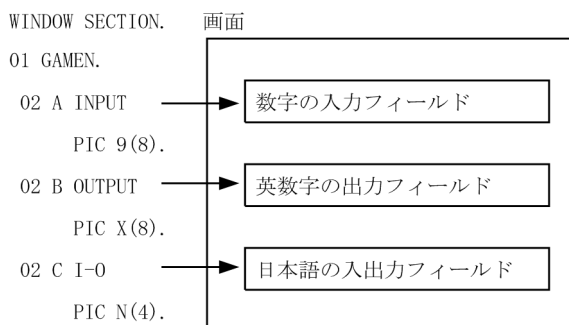 WINDOW SECTION. 画面
01 GAMEN.
02 A INPUT 数字の入力フィールド
PIC 9(8).
02 B OUTPUT 英数字の出力フィールド
PIC X(8).
02 C I-O 日本語の入出力フィールド
PIC N(4).